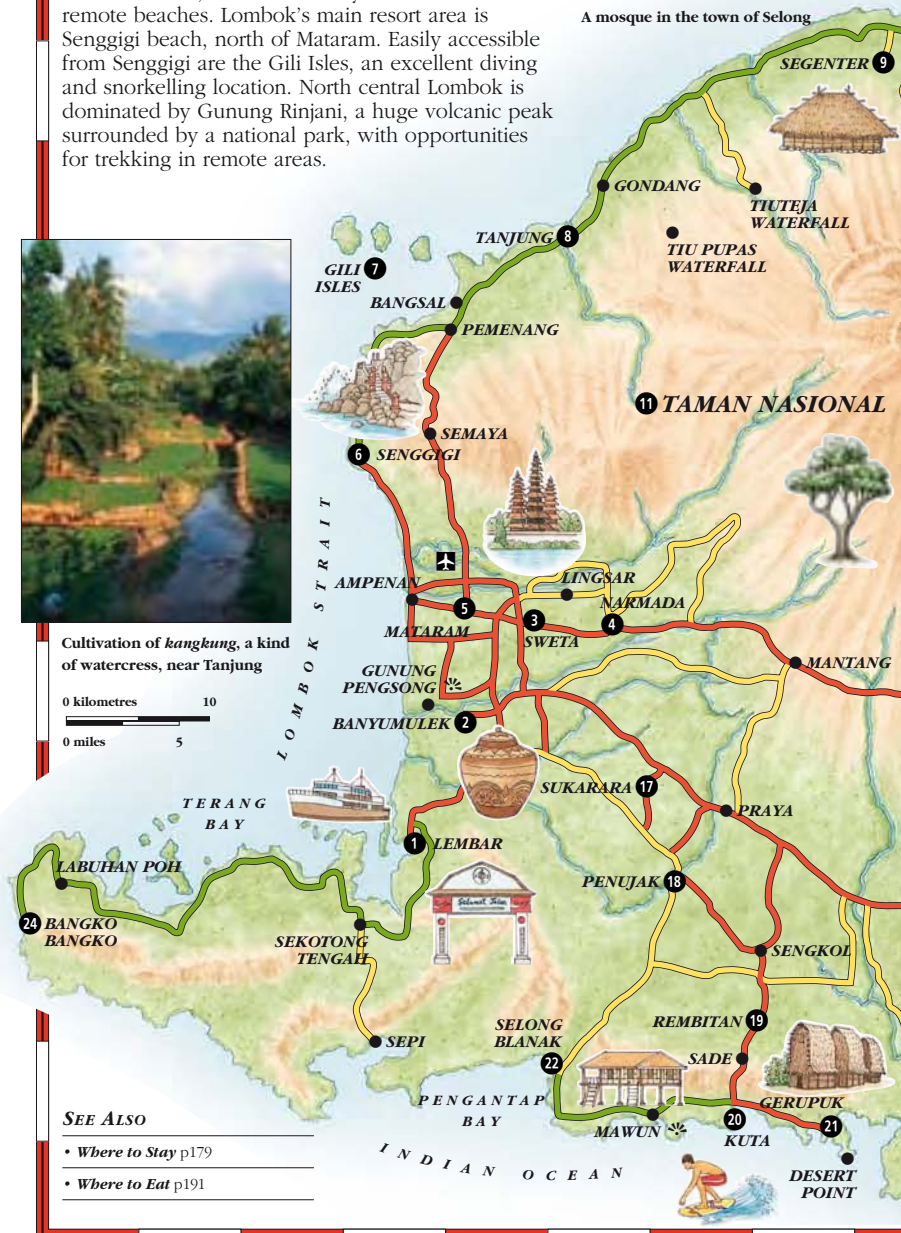 remote beaches. Lombok's main resort area is
Senggigi beach, north of Mataram. Easily accessible
from Senggigi are the Gili Isles, an excellent diving
and snorkelling location. North central Lombok is
dominated by Gunung Rinjani, a huge volcanic peak
surrounded by a national park, with opportunities
for trekking in remote areas.
A mosque in the town of Selong
SEGENTER 9
GONDANG
TIUTEJA
WATERFALL
TANJUNG 8
TIU PUPAS
WATERFALL
GILI
ISLES
7
BANGSAL
PEMENANG
11 TAMAN NASIONAL
SEMAYA
6 SENGGIGI
LOMBOK STRAIT
AMPENAN
LINGSAR
NARMADA
4
5
MATARAM
3
SWETA
Cultivation of kangkung, a kind
of watercress, near Tanjung
MANTANG
GUNUNG
PENGSONG
0 kilometres 10
0 miles 5
BANYUMULEK 2
SUKARARA 17
PRAYA
TERANG
BAY
1 LEMBAR
LABUHAN POH
PENUJAK 18
Selamat Jalan
24 BANGKO
BANGKO
SEKOTONG
TENGAH
SENGKOL
REMBITAN 19
SEPI
SELONG
BLANAK
22
SADE
PENGANTAP
BAY
GERUPUK
21
MAWUN
20
KUTA
DESERT
POINT
INDIAN OCEAN
SEE ALSO
• Where to Stay p179
• Where to Eat p191